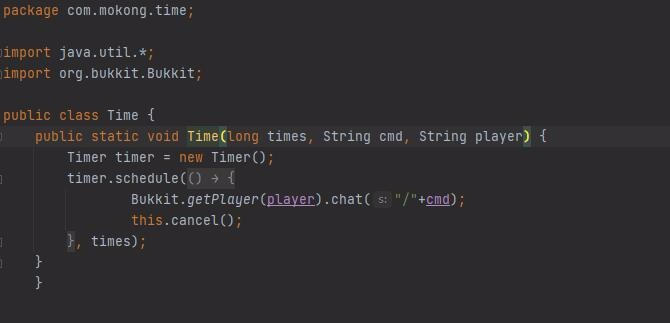 package com.mokong.time;
import java.util.*;
import org.bukkit.Bukkit;
public class Time {
public static void Time(long times, String cmd, String player) {
Timer timer = new Timer();
timer.schedule(() → {
Bukkit.getPlayer(player).chat( s: "/"+cmd);
this.cancel();
}, times);
}
}